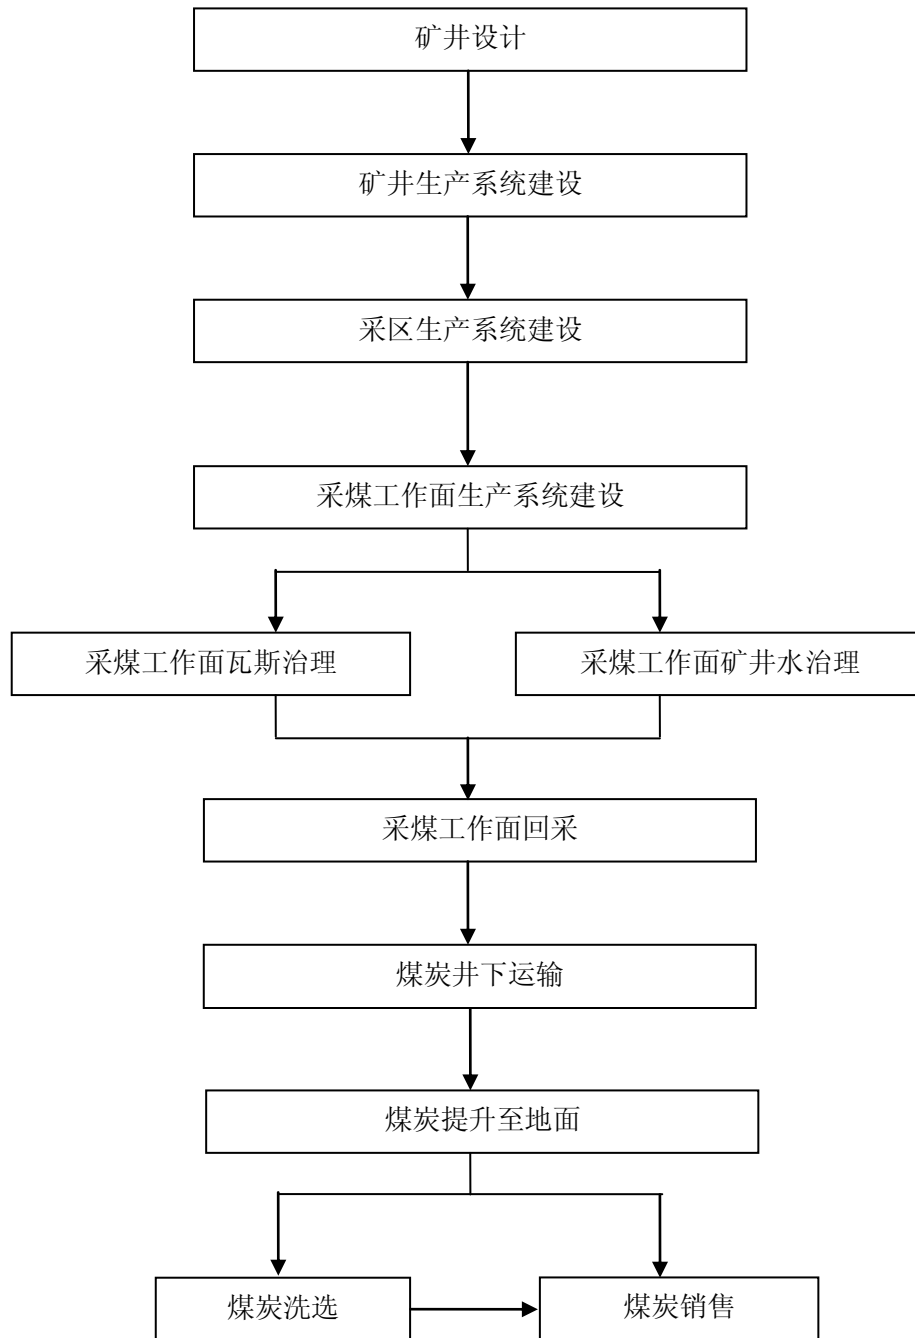 矿井设计
矿井生产系统建设
采区生产系统建设
采煤工作面生产系统建设
采煤工作面瓦斯治理
采煤工作面矿井水治理
采煤工作面回采
煤炭井下运输
煤炭提升至地面
煤炭洗选
煤炭销售